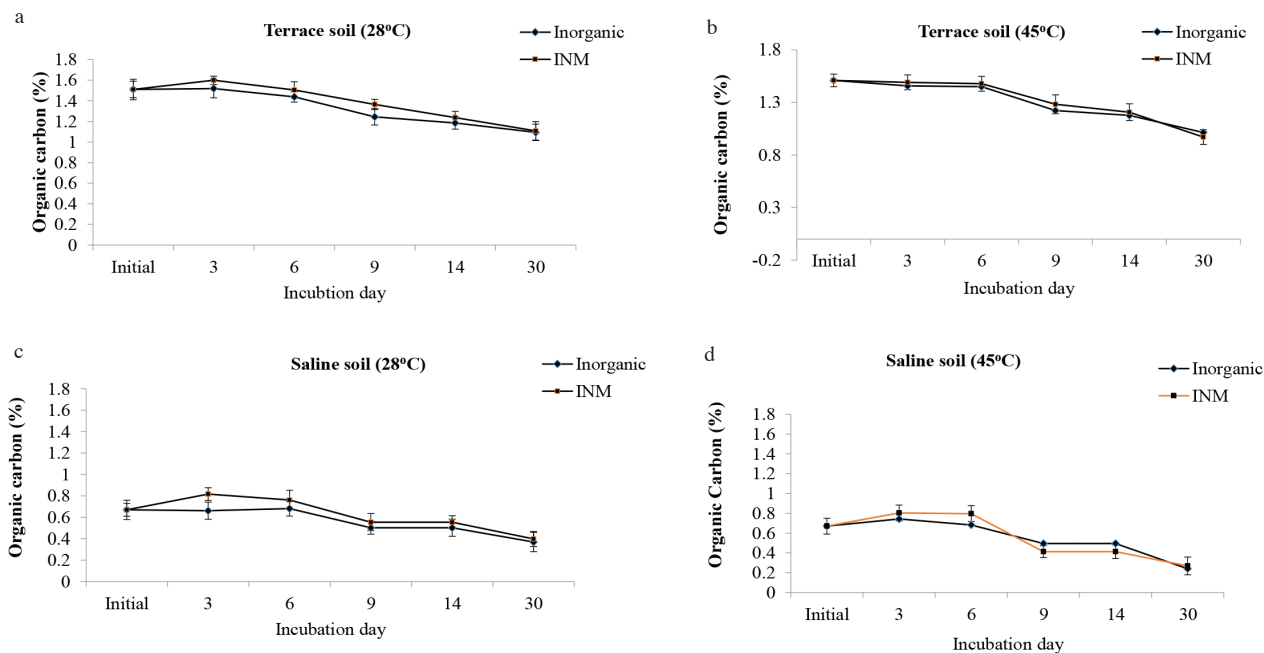 a
Terrace soil (28°C)
Inorganic
INM
Organic carbon (%)
1.8
1.6
1.4
1.2
1
0.8
0.6
0.4
0.2
0
Initial 3 6 9 14 30
Incubtion day
b
Terrace soil (45°C)
Inorganic
INM
Organic carbon (%)
1.8
1.3
0.8
0.3
-0.2
Initial 3 6 9 14 30
Incubation day
c
Saline soil (28°C)
Inorganic
INM
Organic carbon (%)
1.8
1.6
1.4
1.2
1
0.8
0.6
0.4
0.2
0
Initial 3 6 9 14 30
Incubation day
d
Saline soil (45°C)
Inorganic
INM
Organic Carbon (%)
1.8
1.6
1.4
1.2
1
0.8
0.6
0.4
0.2
0
Initial 3 6 9 14 30
Incubation day